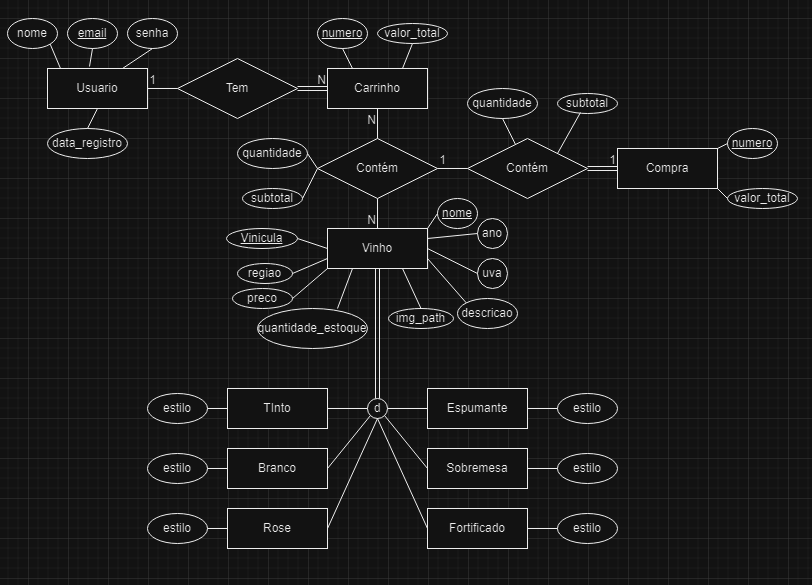 nome
email
senha
numero
valor_total
Usuario
1
Tem
N
Carrinho
data_registro
quantidade
subtotal
N
quantidade
subtotal
Contém
1
Contém
1
Compra
numero
valor_total
N
nome
ano
Vinicula
Vinho
regiao
uva
preco
quantidade_estoque
img_path
descricao
estilo
TInto
d
Espumante
estilo
estilo
Branco
Sobremesa
estilo
estilo
Rose
Fortificado
estilo